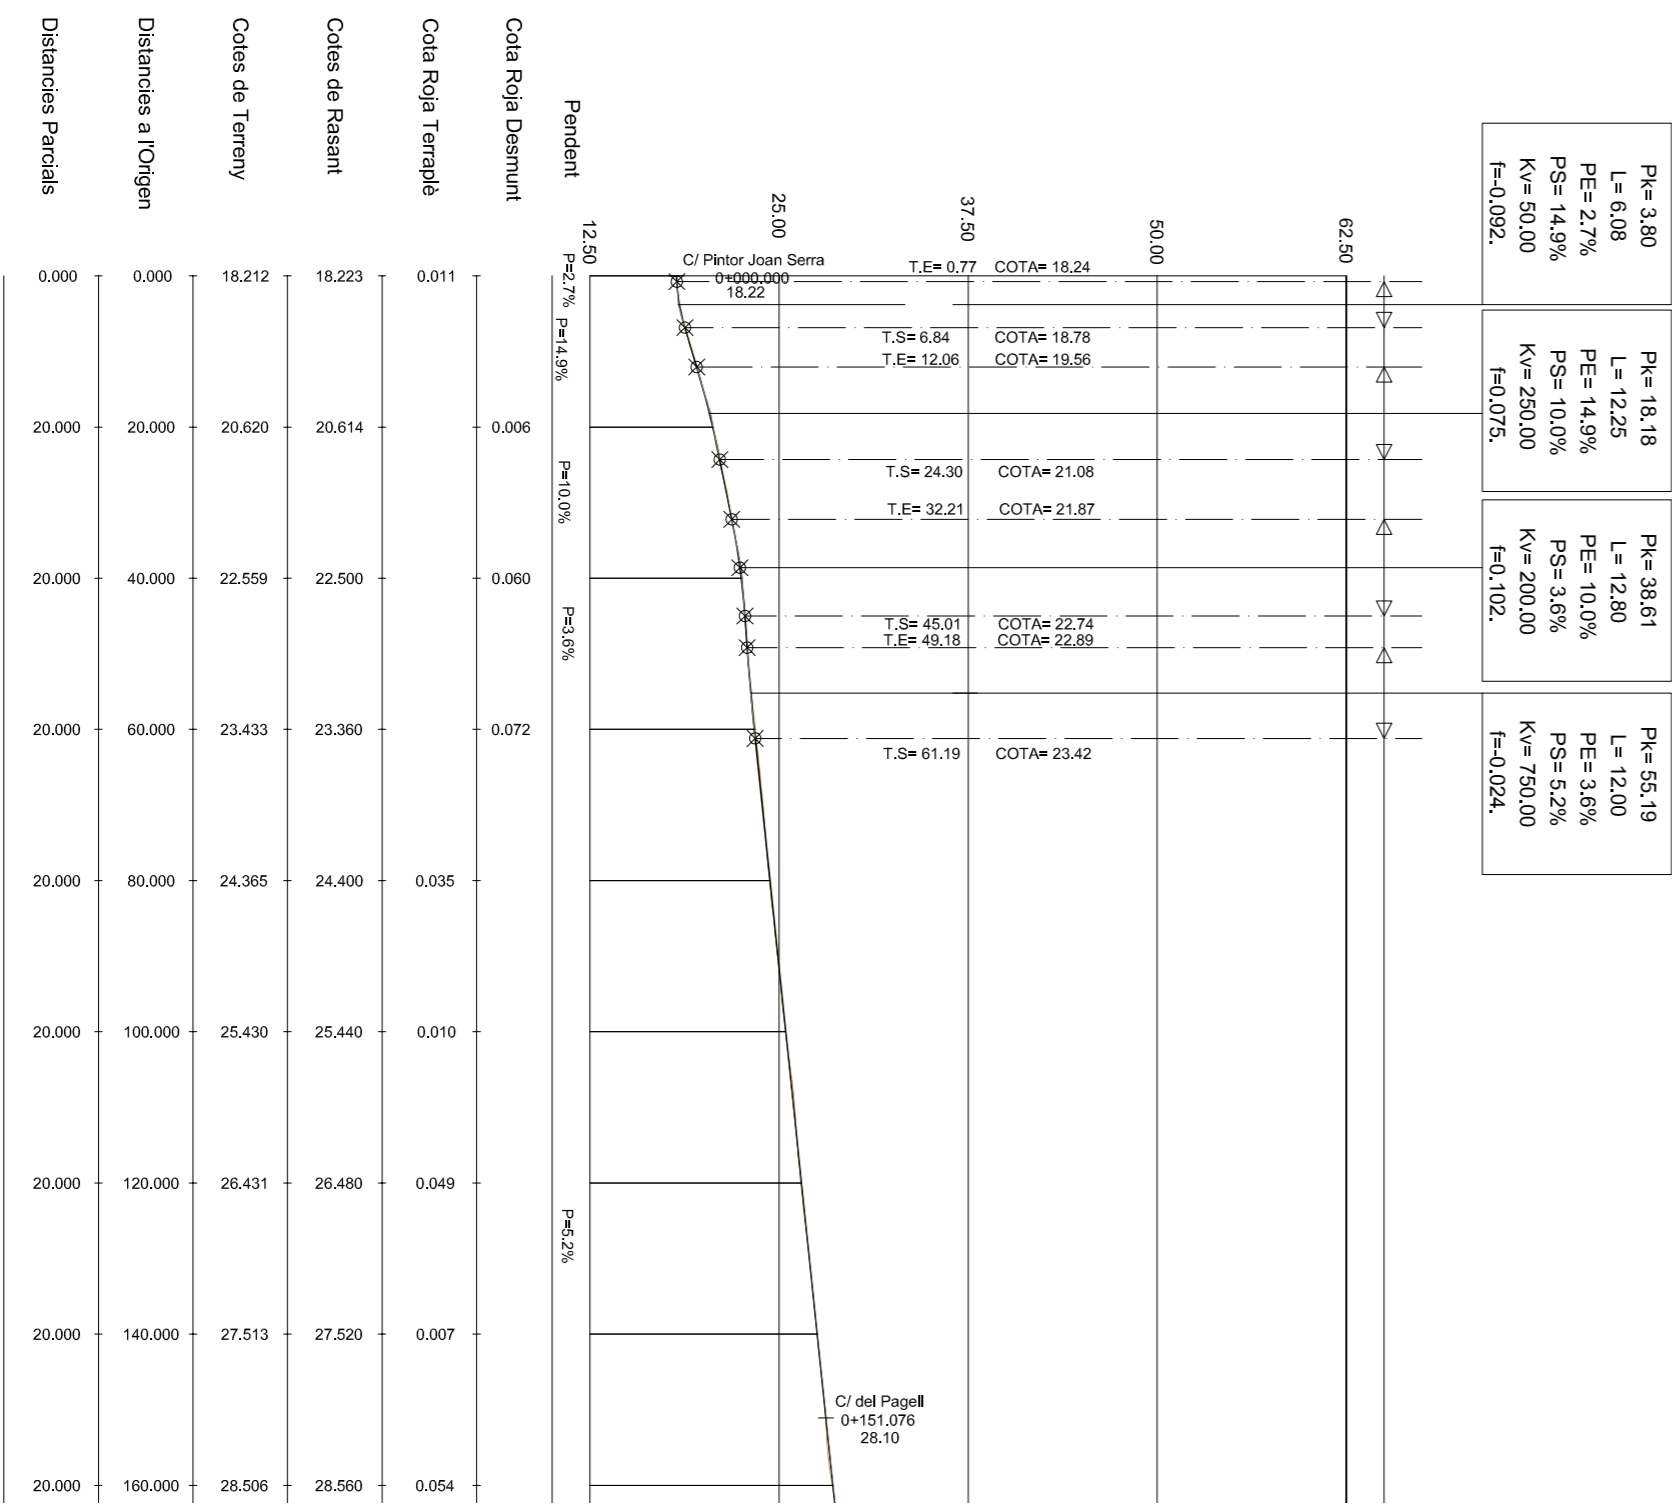 Pk= 3.80
L= 6.08
PE= 2.7%
PS= 14.9%
Kv= 50.00
f=-0.092.
Pk= 18.18
L= 12.25
PE= 14.9%
PS= 10.0%
Kv= 250.00
f=0.075.
Pk= 38.61
L= 12.80
PE= 10.0%
PS= 3.6%
Kv= 200.00
f=0.102.
Pk= 55.19
L= 12.00
PE= 3.6%
PS= 5.2%
Kv= 750.00
f=-0.024.
62.50
50.00
37.50
25.00
12.50
T.E= 0.77 COTA= 18.24
T.S= 6.84 COTA= 18.78
T.E= 12.06 COTA= 19.56
T.S= 24.30 COTA= 21.08
T.E= 32.21 COTA= 21.87
T.S= 45.01 COTA= 22.74
T.E= 49.18 COTA= 22.89
T.S= 61.19 COTA= 23.42
C/ Pintor Joan Serra
0+000.000
18.22
C/ del Pagell
0+151.076
28.10
Pendent
P=2.7%
P=14.9%
P=10.0%
P=3.6%
P=5.2%
Cota Roja Desmunt
0.006
0.060
0.072
Cota Roja Terraplè
0.011
0.035
0.010
0.049
0.007
0.054
Cotes de Rasant
18.223
20.614
22.500
23.360
24.400
25.440
26.480
27.520
28.560
Cotes de Terreny
18.212
20.620
22.559
23.433
24.365
25.430
26.431
27.513
28.506
Distancies a l'Origen
0.000
20.000
40.000
60.000
80.000
100.000
120.000
140.000
160.000
Distancies Parcials
0.000
20.000
20.000
20.000
20.000
20.000
20.000
20.000
20.000